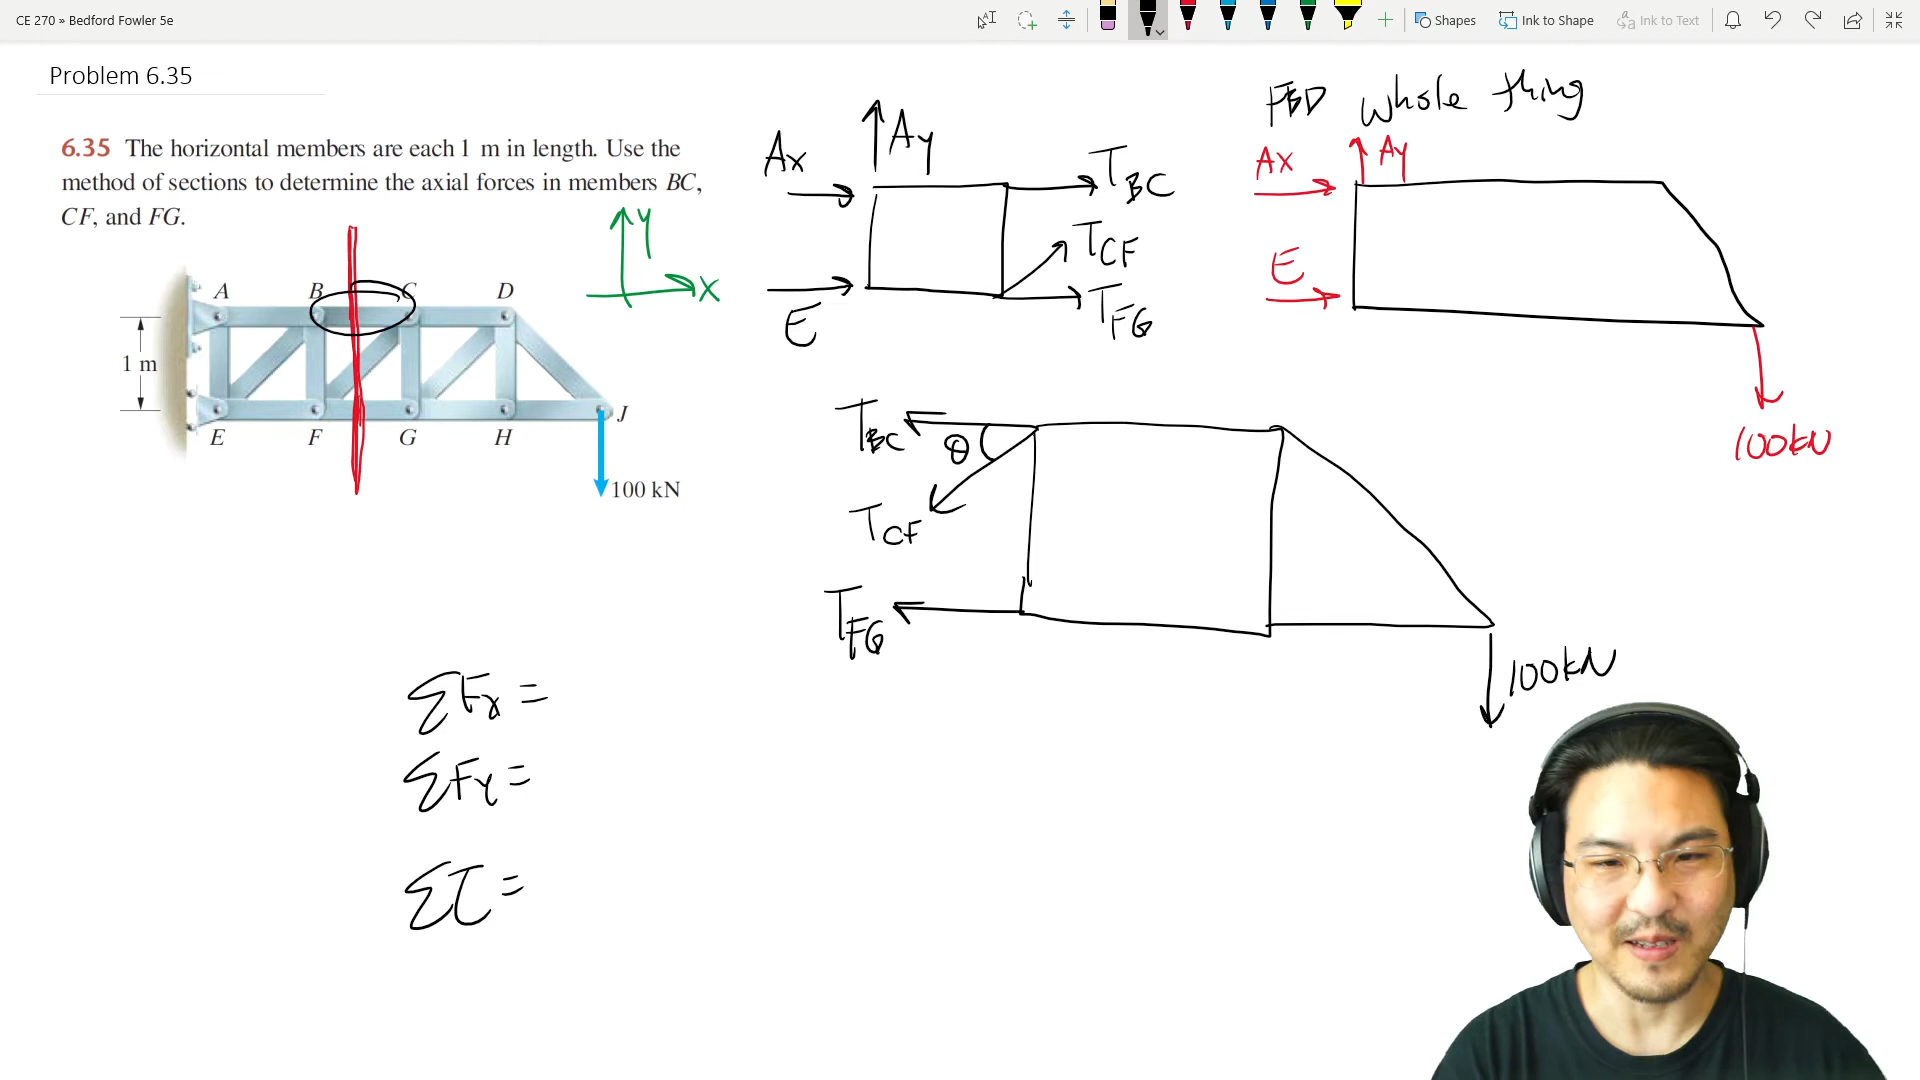 CE 270 » Bedford Fowler 5e
Shapes
Ink to Shape
Ink to Text
Problem 6.35
6.35 The horizontal members are each 1 m in length. Use the
method of sections to determine the axial forces in members BC,
CF, and FG.
Y
X
A
B
C
D
1 m
E
F
G
H
J
100 kN
Ax
Ay
TBC
TCF
E
TFG
FBD whole thing
Ax
Ay
E
100kN
TBC
θ
TCF
TFG
100kN
ΣFx =
ΣFy =
Στ =